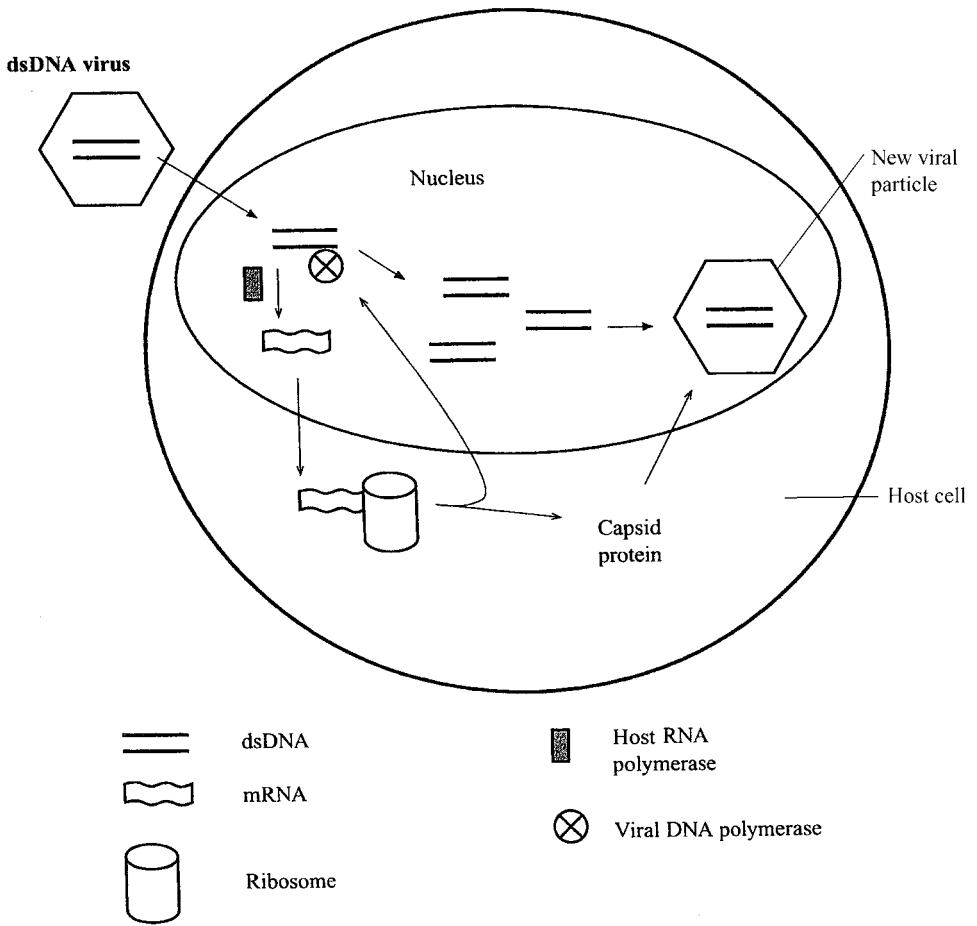 dsDNA virus
Nucleus
New viral
particle
Host cell
Capsid
protein
dsDNA
mRNA
Ribosome
Host RNA
polymerase
Viral DNA polymerase